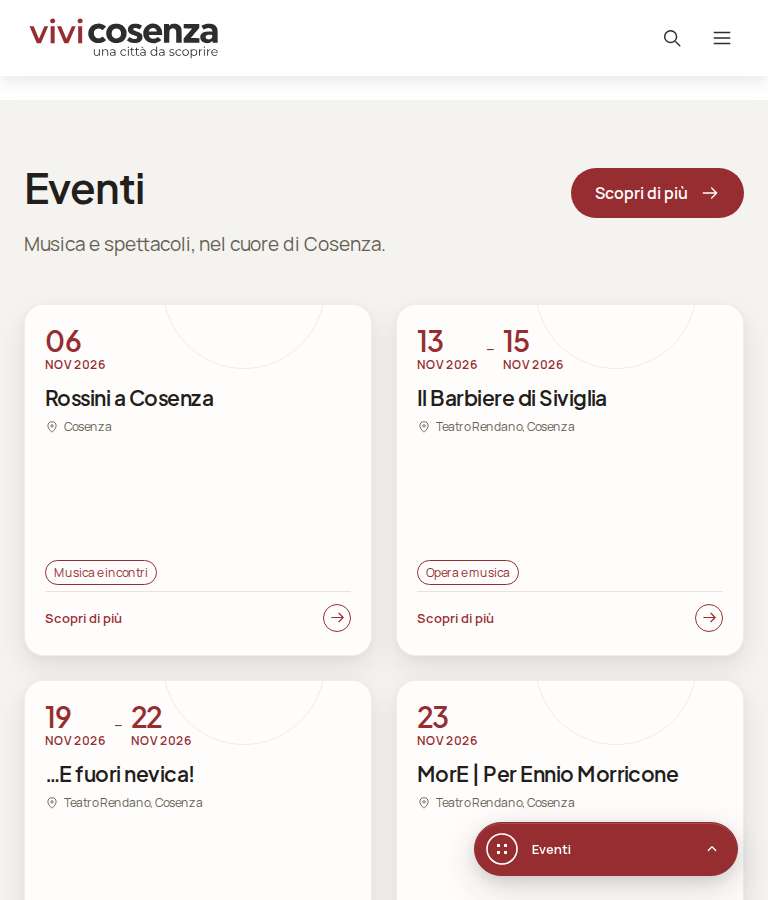 vivi cosenza
una città da scoprire
Eventi
Scopri di più
Musica e spettacoli, nel cuore di Cosenza.
06
NOV 2026
Rossini a Cosenza
Cosenza
Musica e incontri
Scopri di più
13 – 15
NOV 2026 NOV 2026
Il Barbiere di Siviglia
Teatro Rendano, Cosenza
Opera e musica
Scopri di più
19 – 22
NOV 2026 NOV 2026
...E fuori nevica!
Teatro Rendano, Cosenza
23
NOV 2026
MorE | Per Ennio Morricone
Teatro Rendano, Cosenza
Eventi